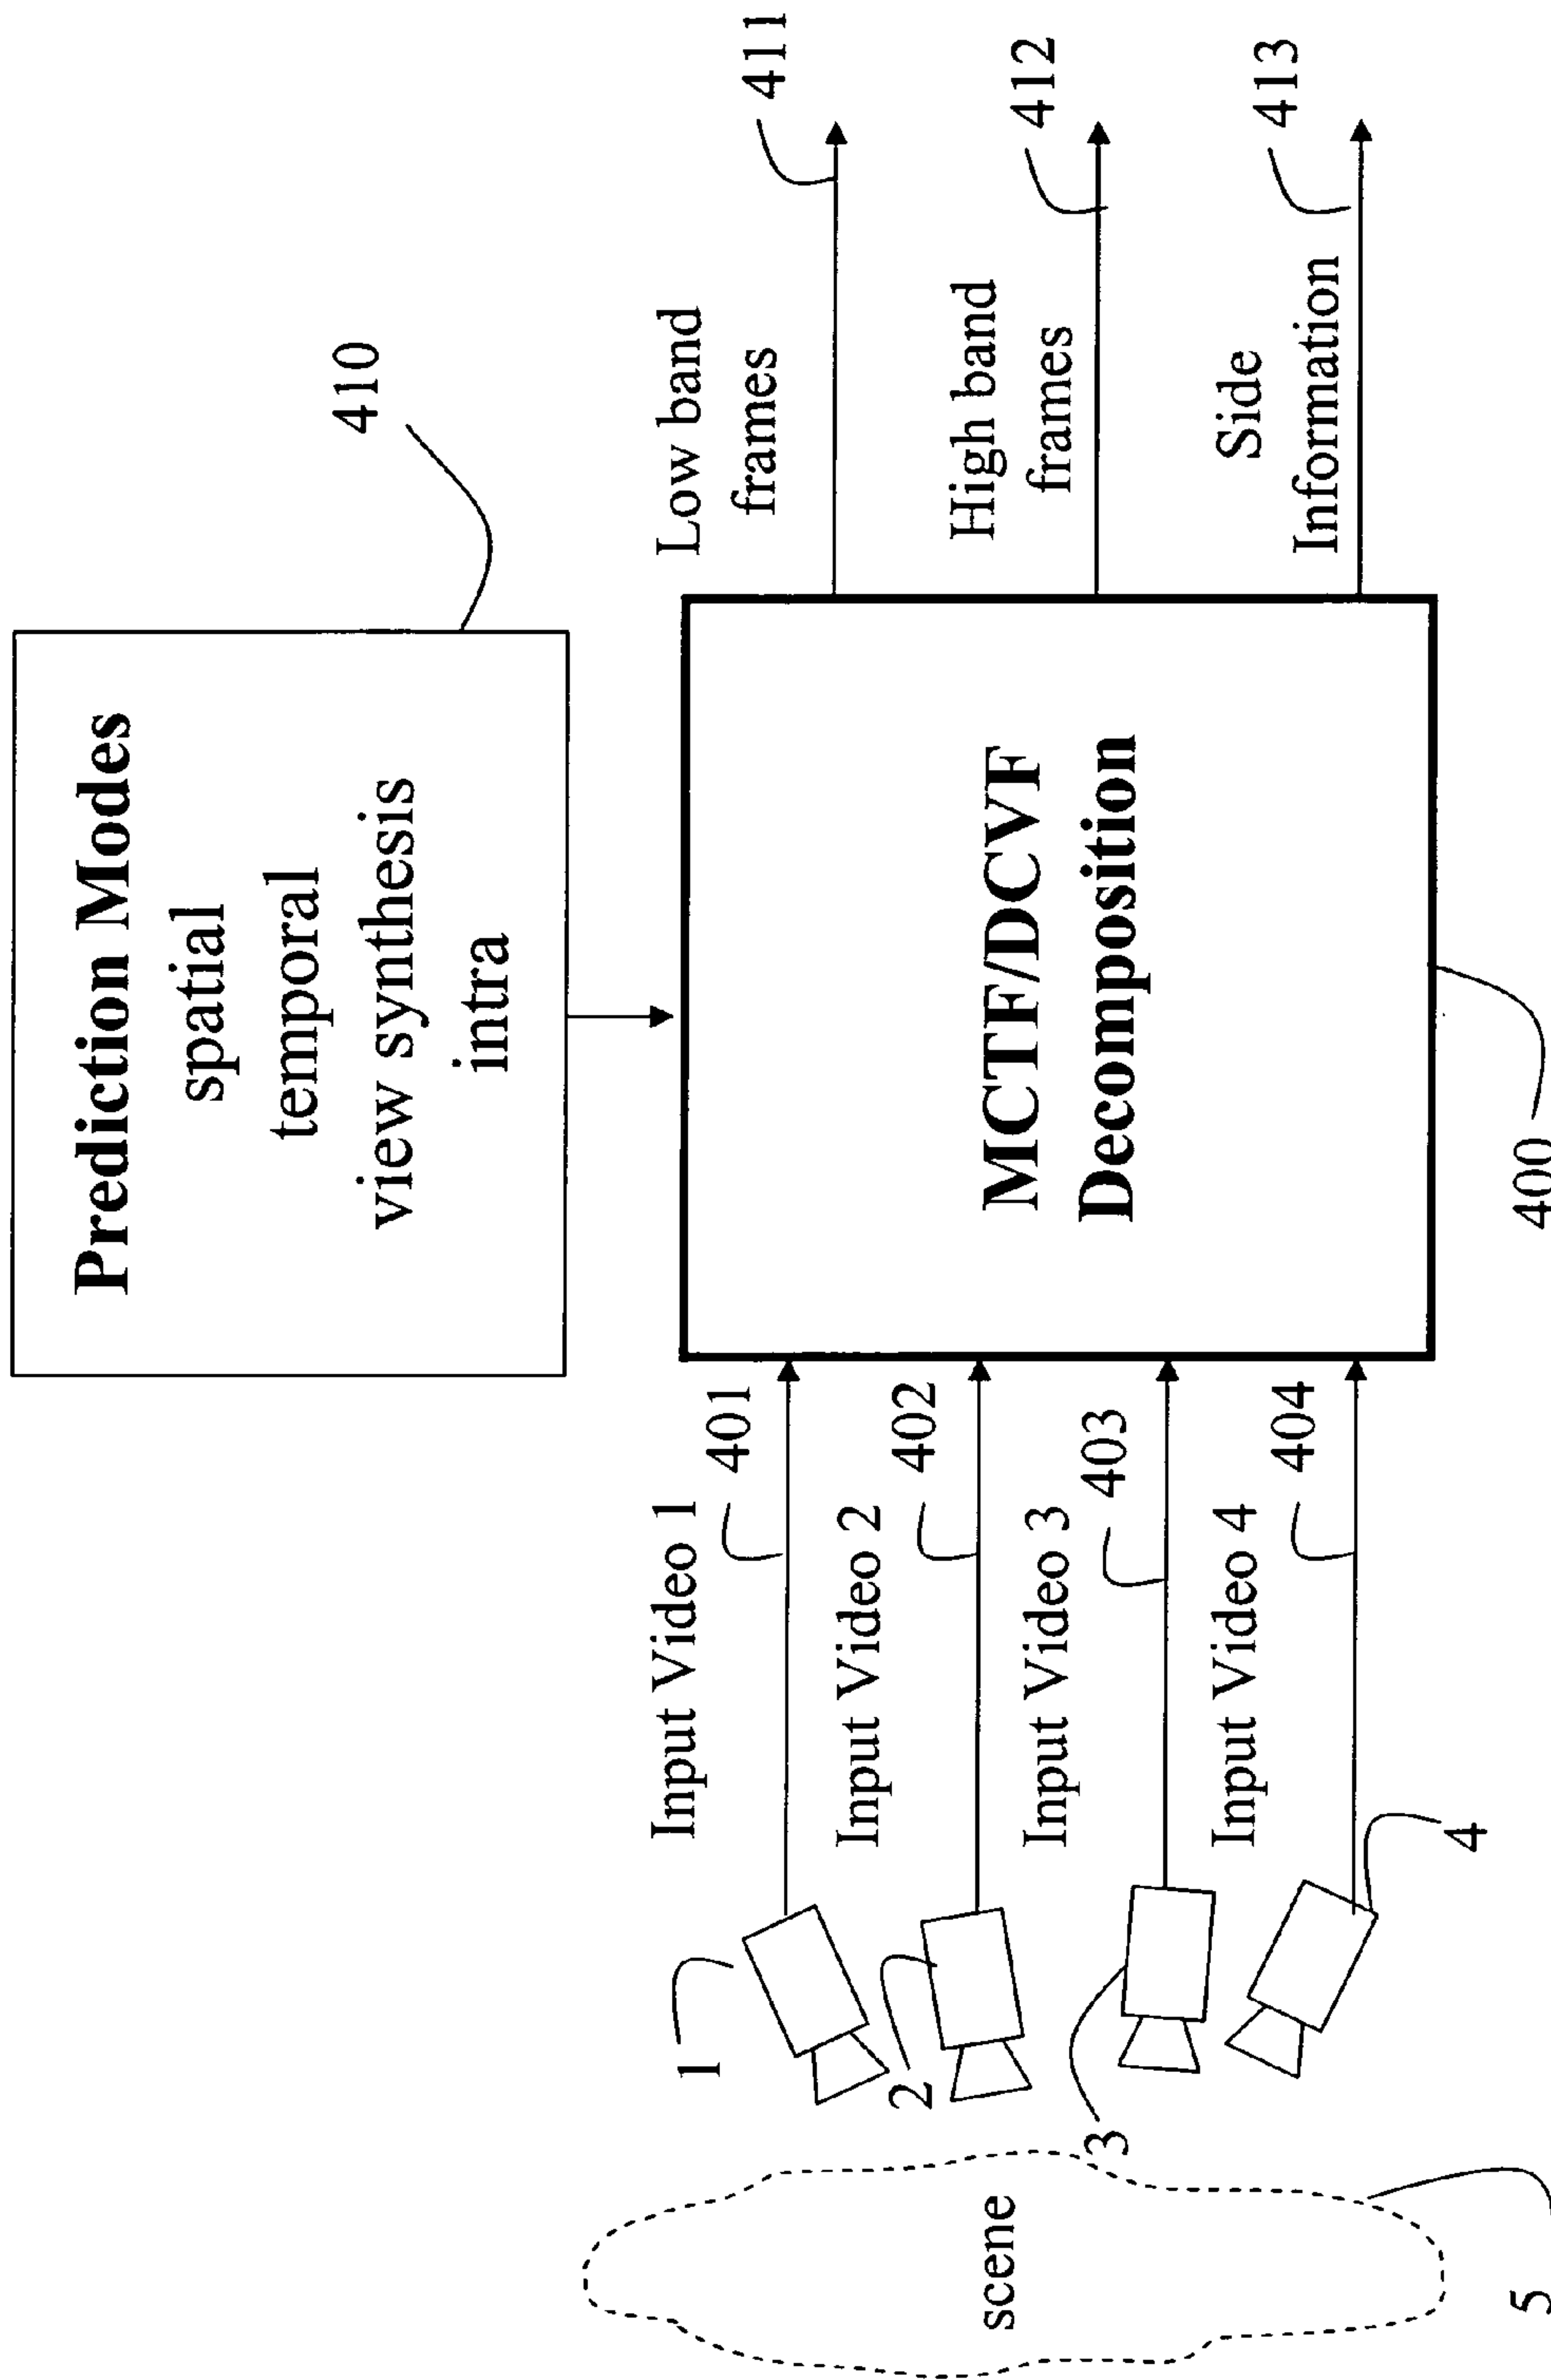 Prediction Modes
spatial
temporal
view synthesis
intra
410
Input Video 1
401
Input Video 2
402
Input Video 3
403
Input Video 4
404
1
2
3
4
scene
5
MCTF/DCVF
Decomposition
400
Low band
frames
411
High band
frames
412
Side
Information
413